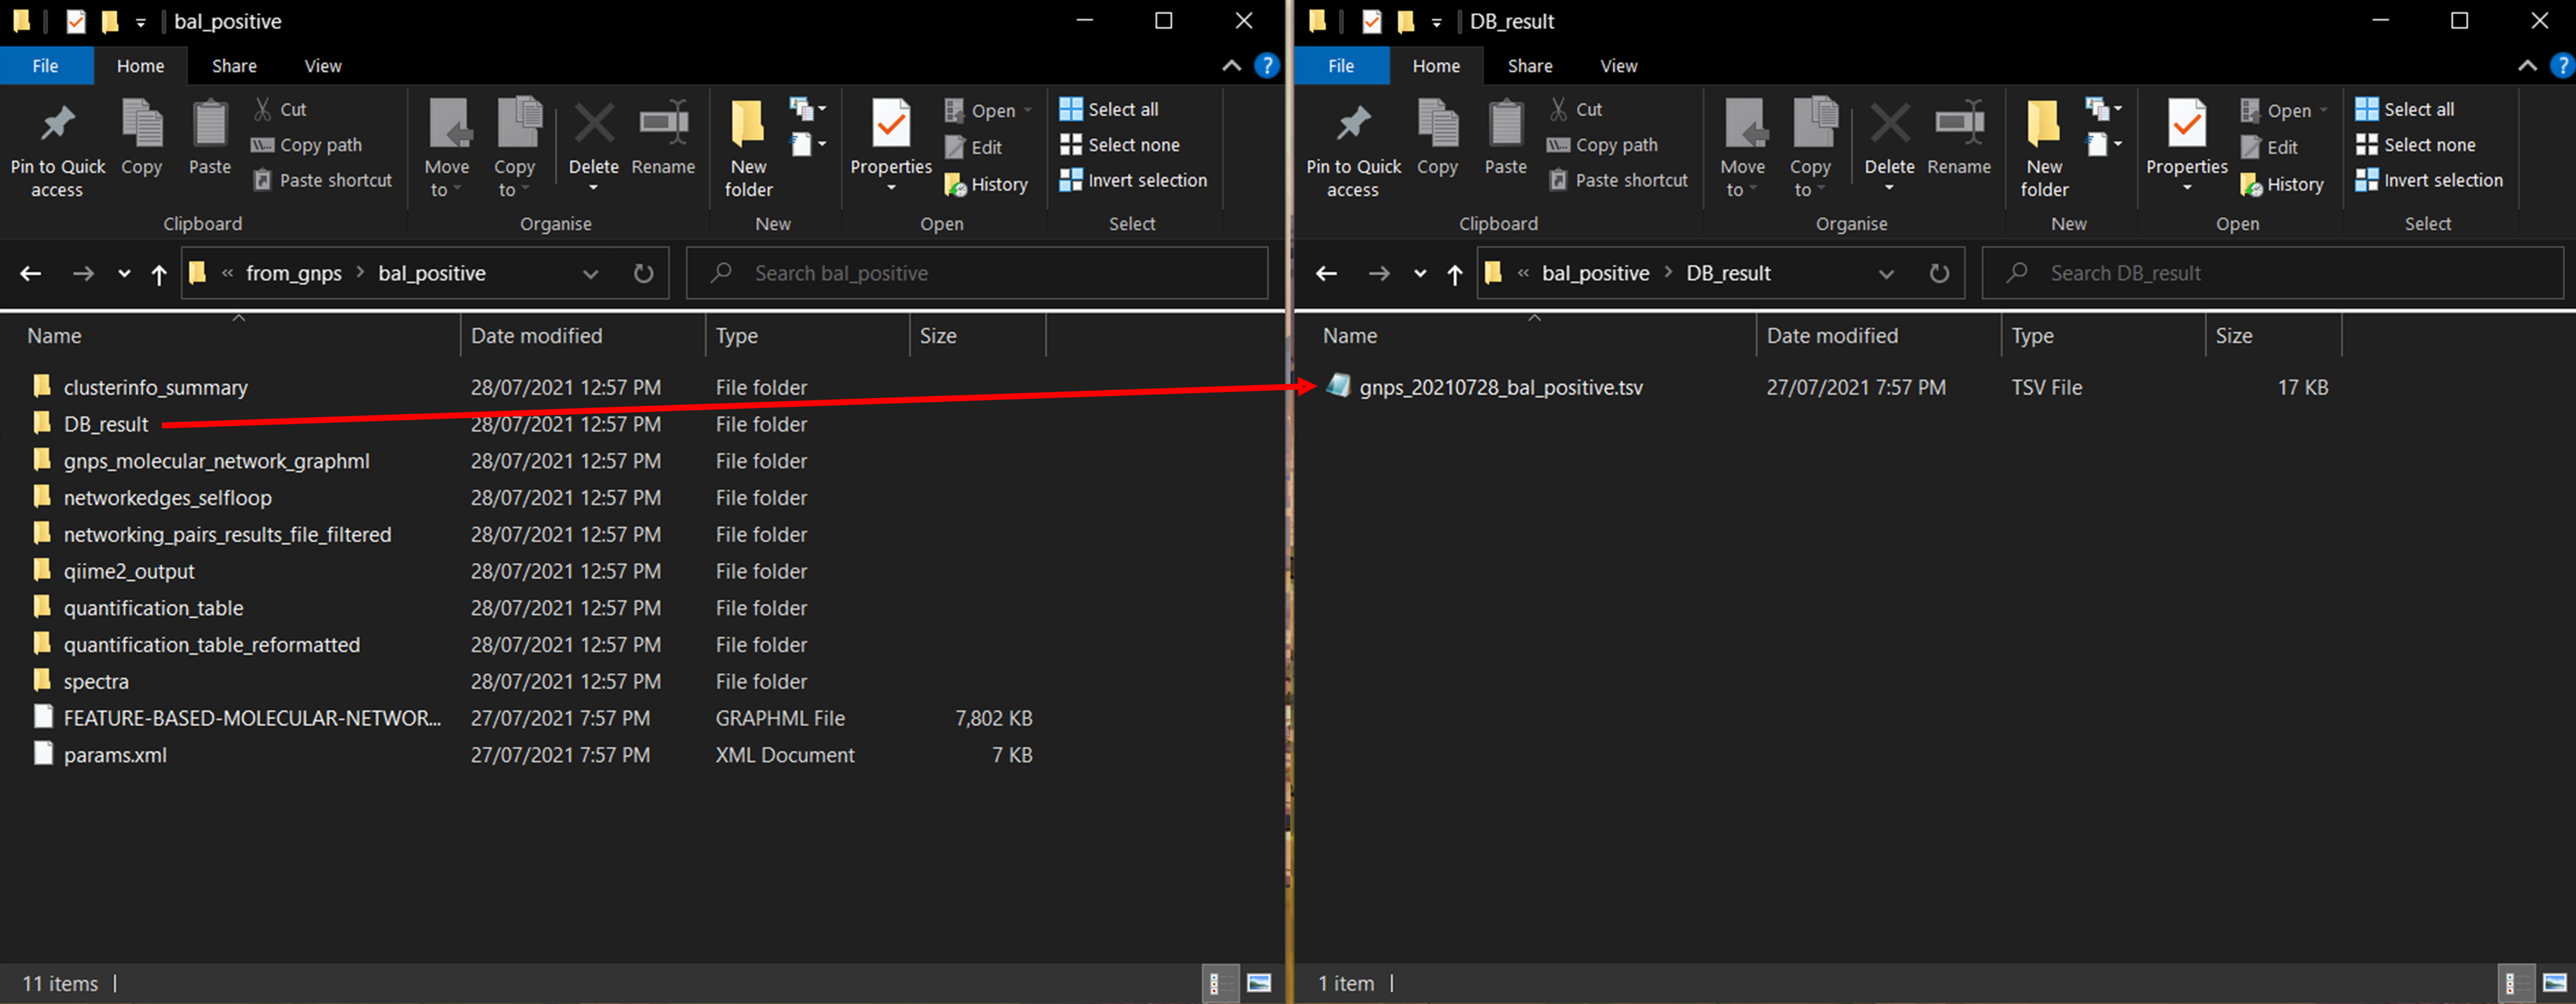 bal_positive
File Home Share View
Pin to Quick access
Copy
Paste
Cut
Copy path
Paste shortcut
Clipboard
Move to
Copy to
Delete
Rename
Organise
New folder
New
Properties
Open
Edit
History
Open
Select all
Select none
Invert selection
Select
« from_gnps > bal_positive
Search bal_positive
Name Date modified Type Size
clusterinfo_summary 28/07/2021 12:57 PM File folder
DB_result 28/07/2021 12:57 PM File folder
gnps_molecular_network_graphml 28/07/2021 12:57 PM File folder
networkedges_selfloop 28/07/2021 12:57 PM File folder
networking_pairs_results_file_filtered 28/07/2021 12:57 PM File folder
qiime2_output 28/07/2021 12:57 PM File folder
quantification_table 28/07/2021 12:57 PM File folder
quantification_table_reformatted 28/07/2021 12:57 PM File folder
spectra 28/07/2021 12:57 PM File folder
FEATURE-BASED-MOLECULAR-NETWOR... 27/07/2021 7:57 PM GRAPHML File 7,802 KB
params.xml 27/07/2021 7:57 PM XML Document 7 KB
11 items
DB_result
File Home Share View
Pin to Quick access
Copy
Paste
Cut
Copy path
Paste shortcut
Clipboard
Move to
Copy to
Delete
Rename
Organise
New folder
New
Properties
Open
Edit
History
Open
Select all
Select none
Invert selection
Select
« bal_positive > DB_result
Search DB_result
Name Date modified Type Size
gnps_20210728_bal_positive.tsv 27/07/2021 7:57 PM TSV File 17 KB
1 item